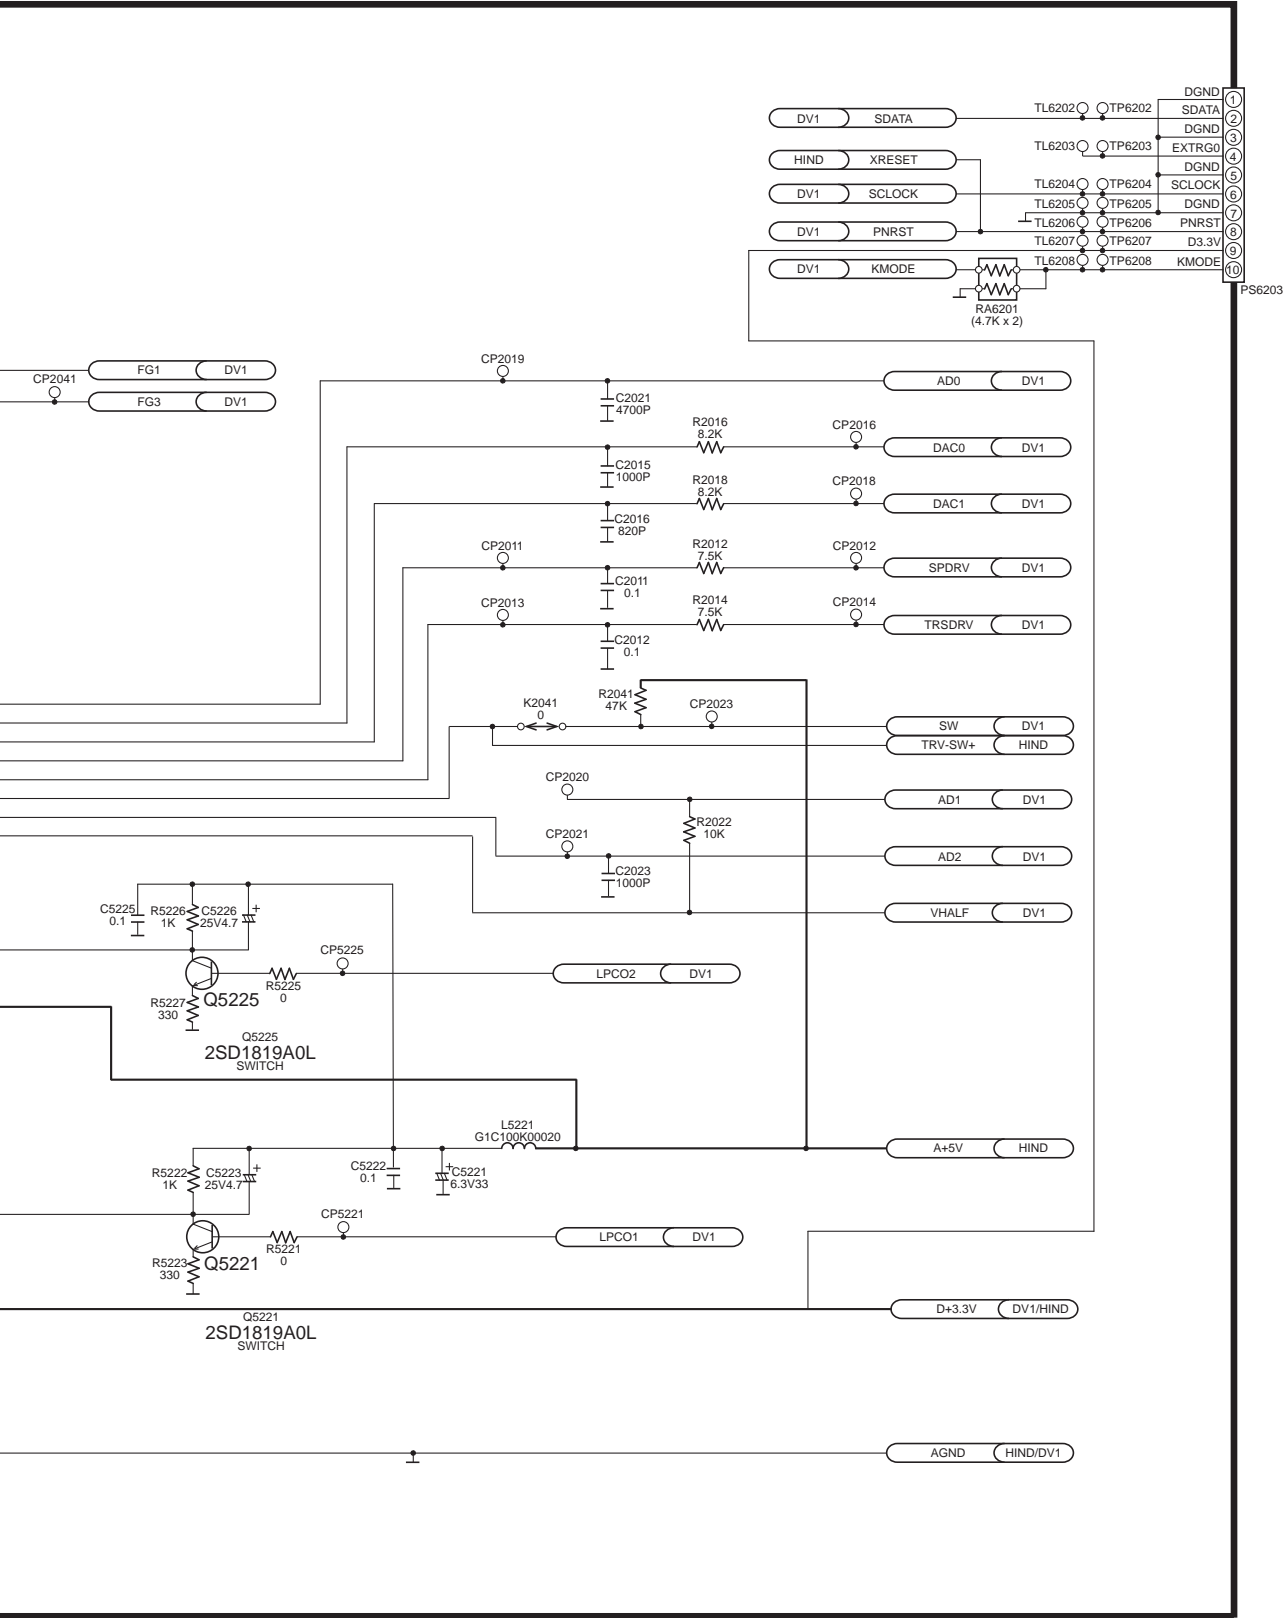 DGND
1
TL6202 TP6202 SDATA
2
DV1 SDATA
DGND
3
TL6203 TP6203 EXTRG0
4
HIND XRESET
DGND
5
TL6204 TP6204 SCLOCK
6
DV1 SCLOCK
TL6205 TP6205 DGND
7
TL6206 TP6206 PNRST
8
DV1 PNRST
TL6207 TP6207 D3.3V
9
TL6208 TP6208 KMODE
10
DV1 KMODE
PS6203
RA6201
(4.7K x 2)
FG1 DV1
CP2041
FG3 DV1
CP2019
AD0 DV1
C2021
4700P
R2016
8.2K
CP2016
DAC0 DV1
C2015
1000P
R2018
8.2K
CP2018
DAC1 DV1
C2016
820P
CP2011
R2012
7.5K
CP2012
SPDRV DV1
C2011
0.1
CP2013
R2014
7.5K
CP2014
TRSDRV DV1
C2012
0.1
R2041
47K
K2041
0
CP2023
SW DV1
TRV-SW+ HIND
CP2020
AD1 DV1
R2022
10K
CP2021
AD2 DV1
C2023
1000P
VHALF DV1
C5225
0.1
R5226
1K
C5226
25V4.7
+
CP5225
LPCO2 DV1
R5225
0
Q5225
R5227
330
Q5225
2SD1819A0L
SWITCH
L5221
G1C100K00020
A+5V HIND
R5222
1K
C5223
25V4.7
+
C5222
0.1
+
C5221
6.3V33
CP5221
LPCO1 DV1
R5221
0
Q5221
R5223
330
D+3.3V DV1/HIND
Q5221
2SD1819A0L
SWITCH
AGND HIND/DV1